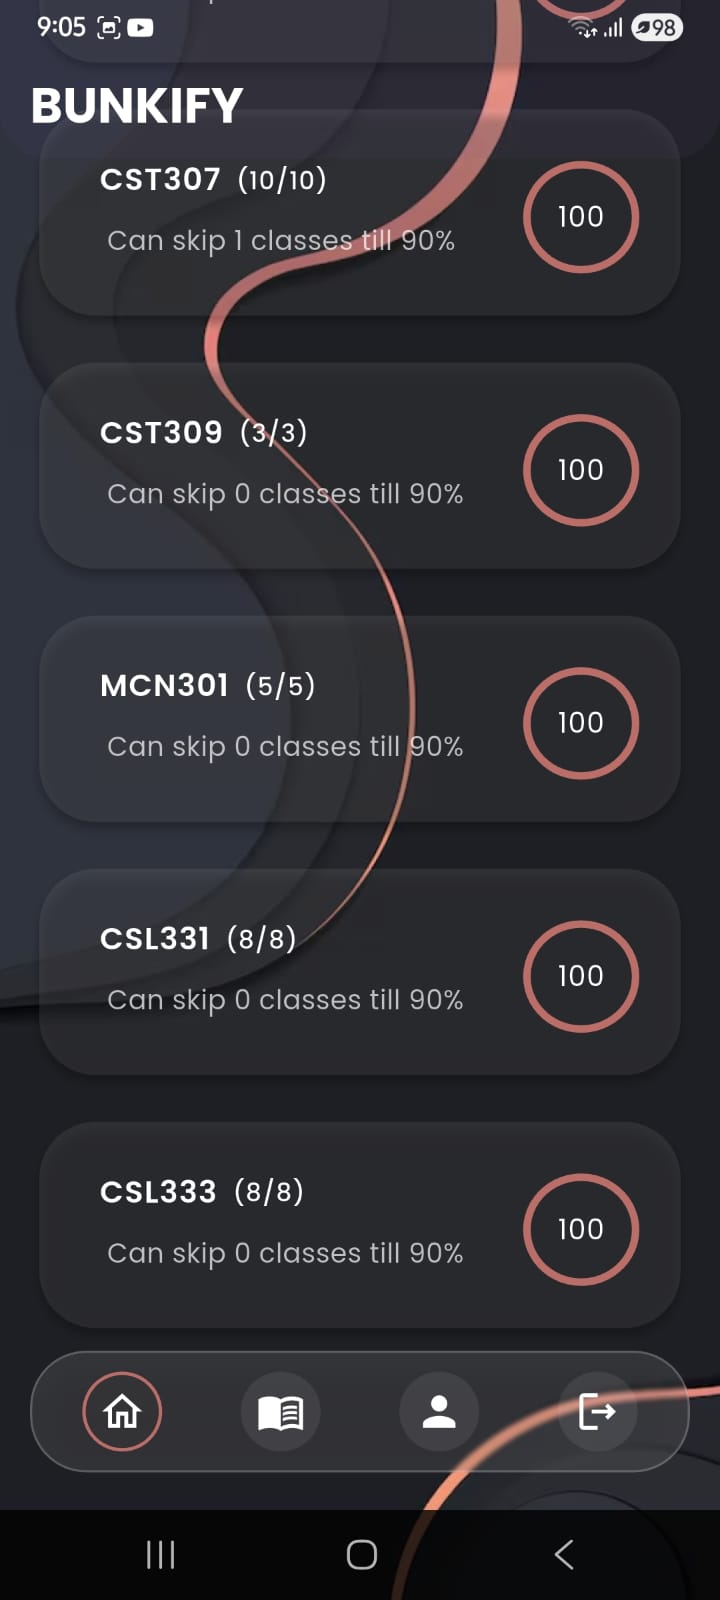 9:05
98
BUNKIFY
CST307 (10/10)
Can skip 1 classes till 90%
100
CST309 (3/3)
Can skip 0 classes till 90%
100
MCN301 (5/5)
Can skip 0 classes till 90%
100
CSL331 (8/8)
Can skip 0 classes till 90%
100
CSL333 (8/8)
Can skip 0 classes till 90%
100